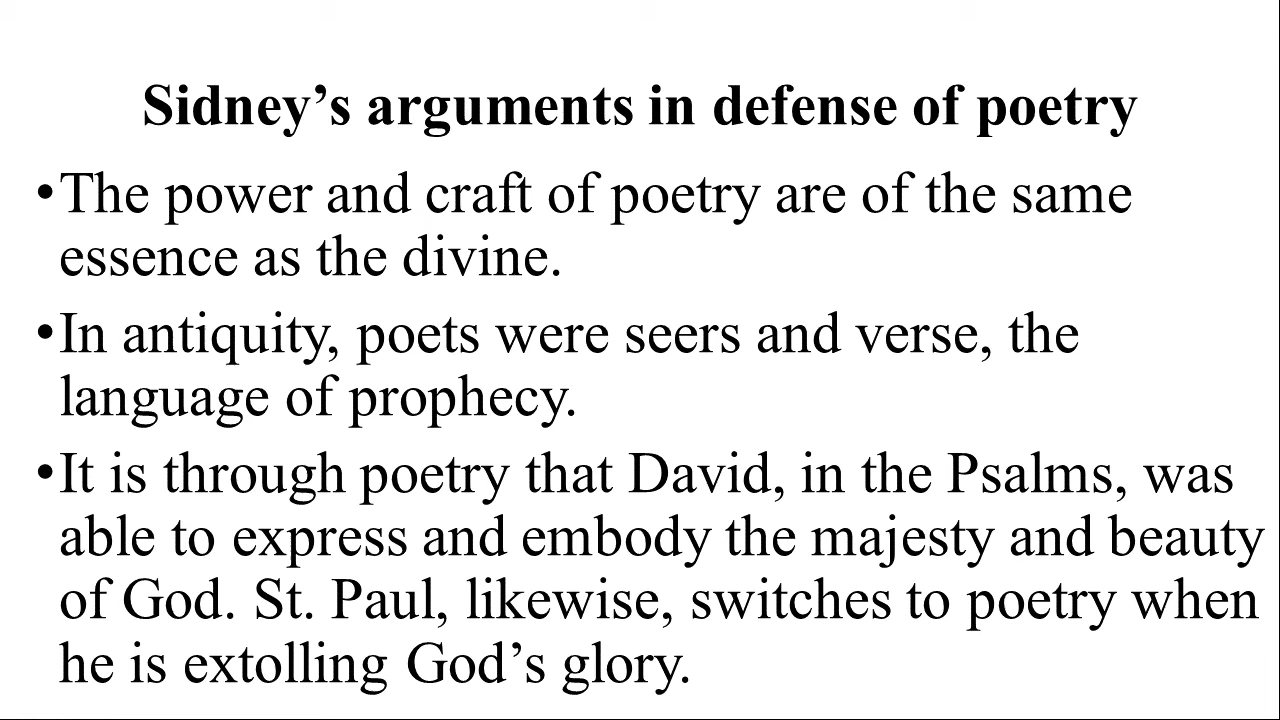 Sidney’s arguments in defense of poetry
•The power and craft of poetry are of the same
essence as the divine.
•In antiquity, poets were seers and verse, the
language of prophecy.
•It is through poetry that David, in the Psalms, was
able to express and embody the majesty and beauty
of God. St. Paul, likewise, switches to poetry when
he is extolling God’s glory.